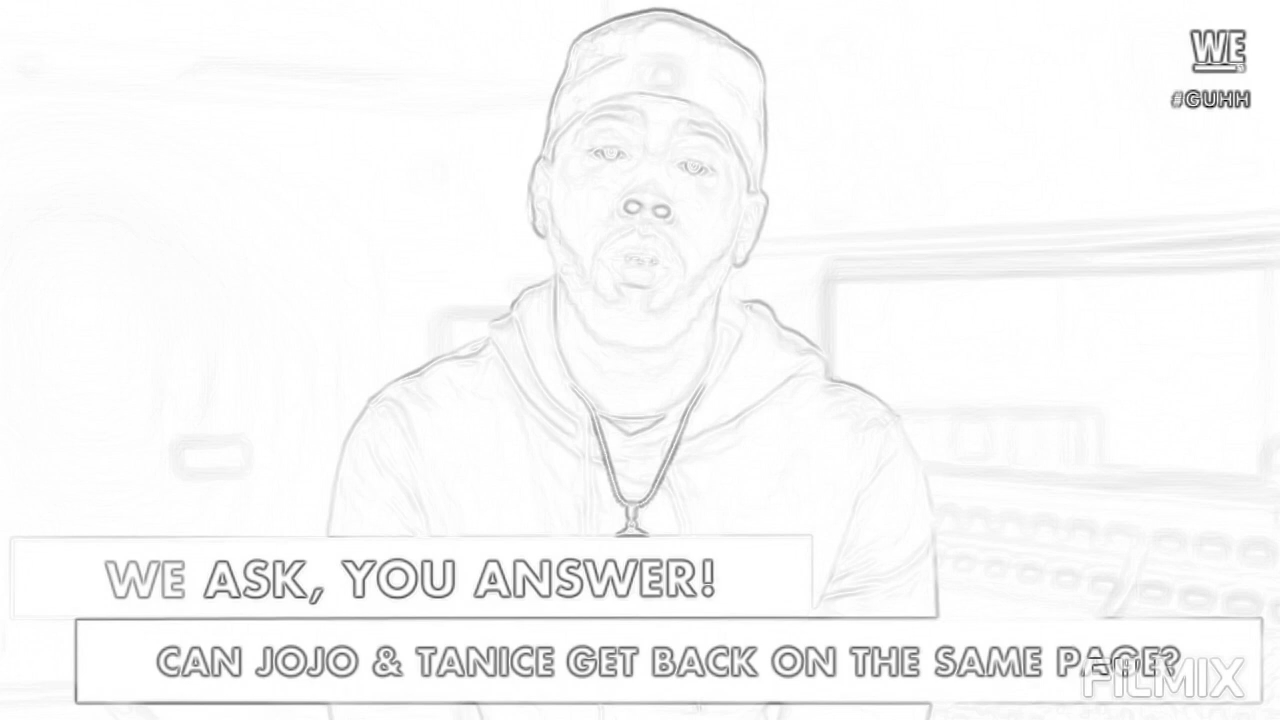 WE
#GUHH
WE ASK, YOU ANSWER!
CAN JOJO & TANICE GET BACK ON THE SAME PAGE?
FILMIX